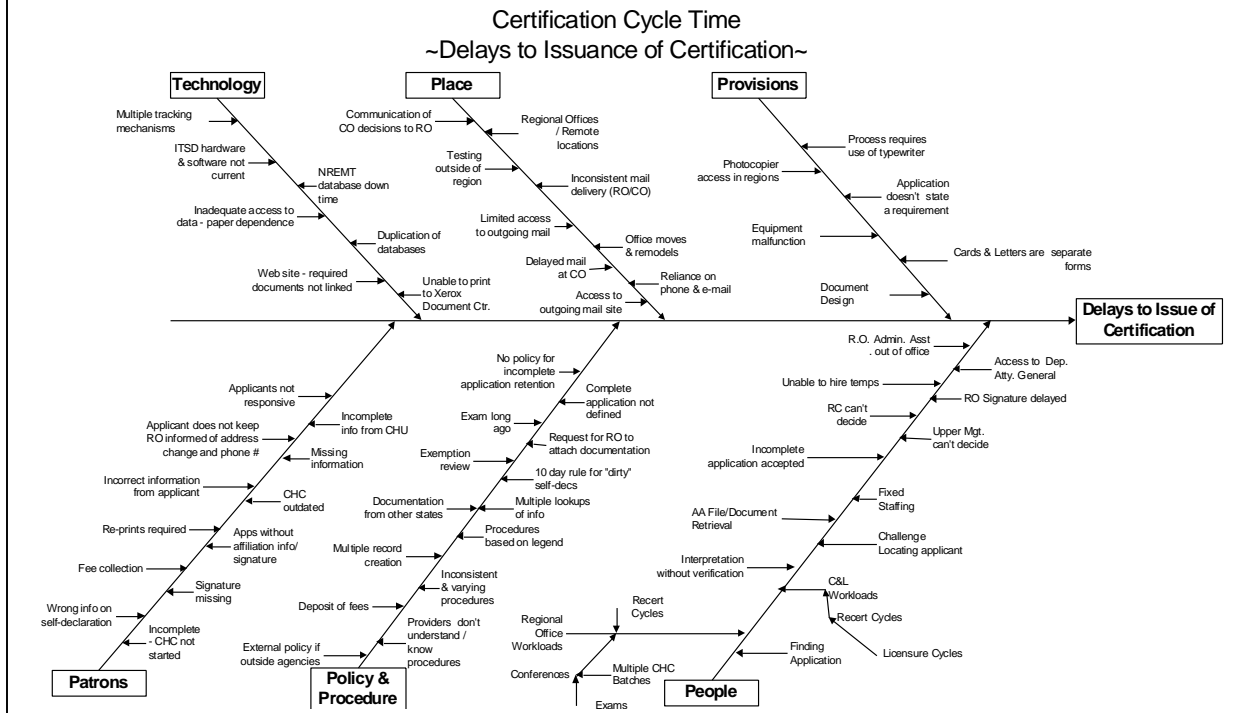 Certification Cycle Time
~Delays to Issuance of Certification~
Technology
Multiple tracking
mechanisms
ITSD hardware
& software not
current
NREMT
database down
time
Inadequate access to
data - paper dependence
Duplication of
databases
Web site - required
documents not linked
Unable to print
to Xerox
Document Ctr.
Place
Communication of
CO decisions to RO
Regional Offices
/ Remote
locations
Testing
outside of
region
Inconsistent mail
delivery (RO/CO)
Limited access
to outgoing mail
Office moves
& remodels
Delayed mail
at CO
Reliance on
phone & e-mail
Access to
outgoing mail site
Provisions
Process requires
use of typewriter
Photocopier
access in regions
Application
doesn't state
a requirement
Equipment
malfunction
Cards & Letters are separate
forms
Document
Design
Delays to Issue of
Certification
Applicants not
responsive
Incomplete
info from CHU
Applicant does not keep
RO informed of address
change and phone #
Missing
information
Incorrect information
from applicant
CHC
outdated
Re-prints required
Apps without
affiliation info/
signature
Fee collection
Signature
missing
Wrong info on
self-declaration
Incomplete
- CHC not
started
Patrons
No policy for
incomplete
application retention
Complete
application not
defined
Exam long
ago
Request for RO to
attach documentation
Exemption
review
10 day rule for "dirty"
self-decs
Documentation
from other states
Multiple lookups
of info
Procedures
based on legend
Multiple record
creation
Inconsistent
& varying
procedures
Deposit of fees
Providers don't
understand /
know
procedures
External policy if
outside agencies
Policy &
Procedure
R.O. Admin. Asst
. out of office
Access to Dep.
Atty. General
Unable to hire temps
RO Signature delayed
RC can't
decide
Upper Mgt.
can't decide
Incomplete
application accepted
Fixed
Staffing
AA File/Document
Retrieval
Challenge
Locating applicant
Interpretation
without verification
C&L
Workloads
Recert Cycles
Licensure Cycles
Recert
Cycles
Regional
Office
Workloads
Finding
Application
Conferences
Multiple CHC
Batches
Exams
People